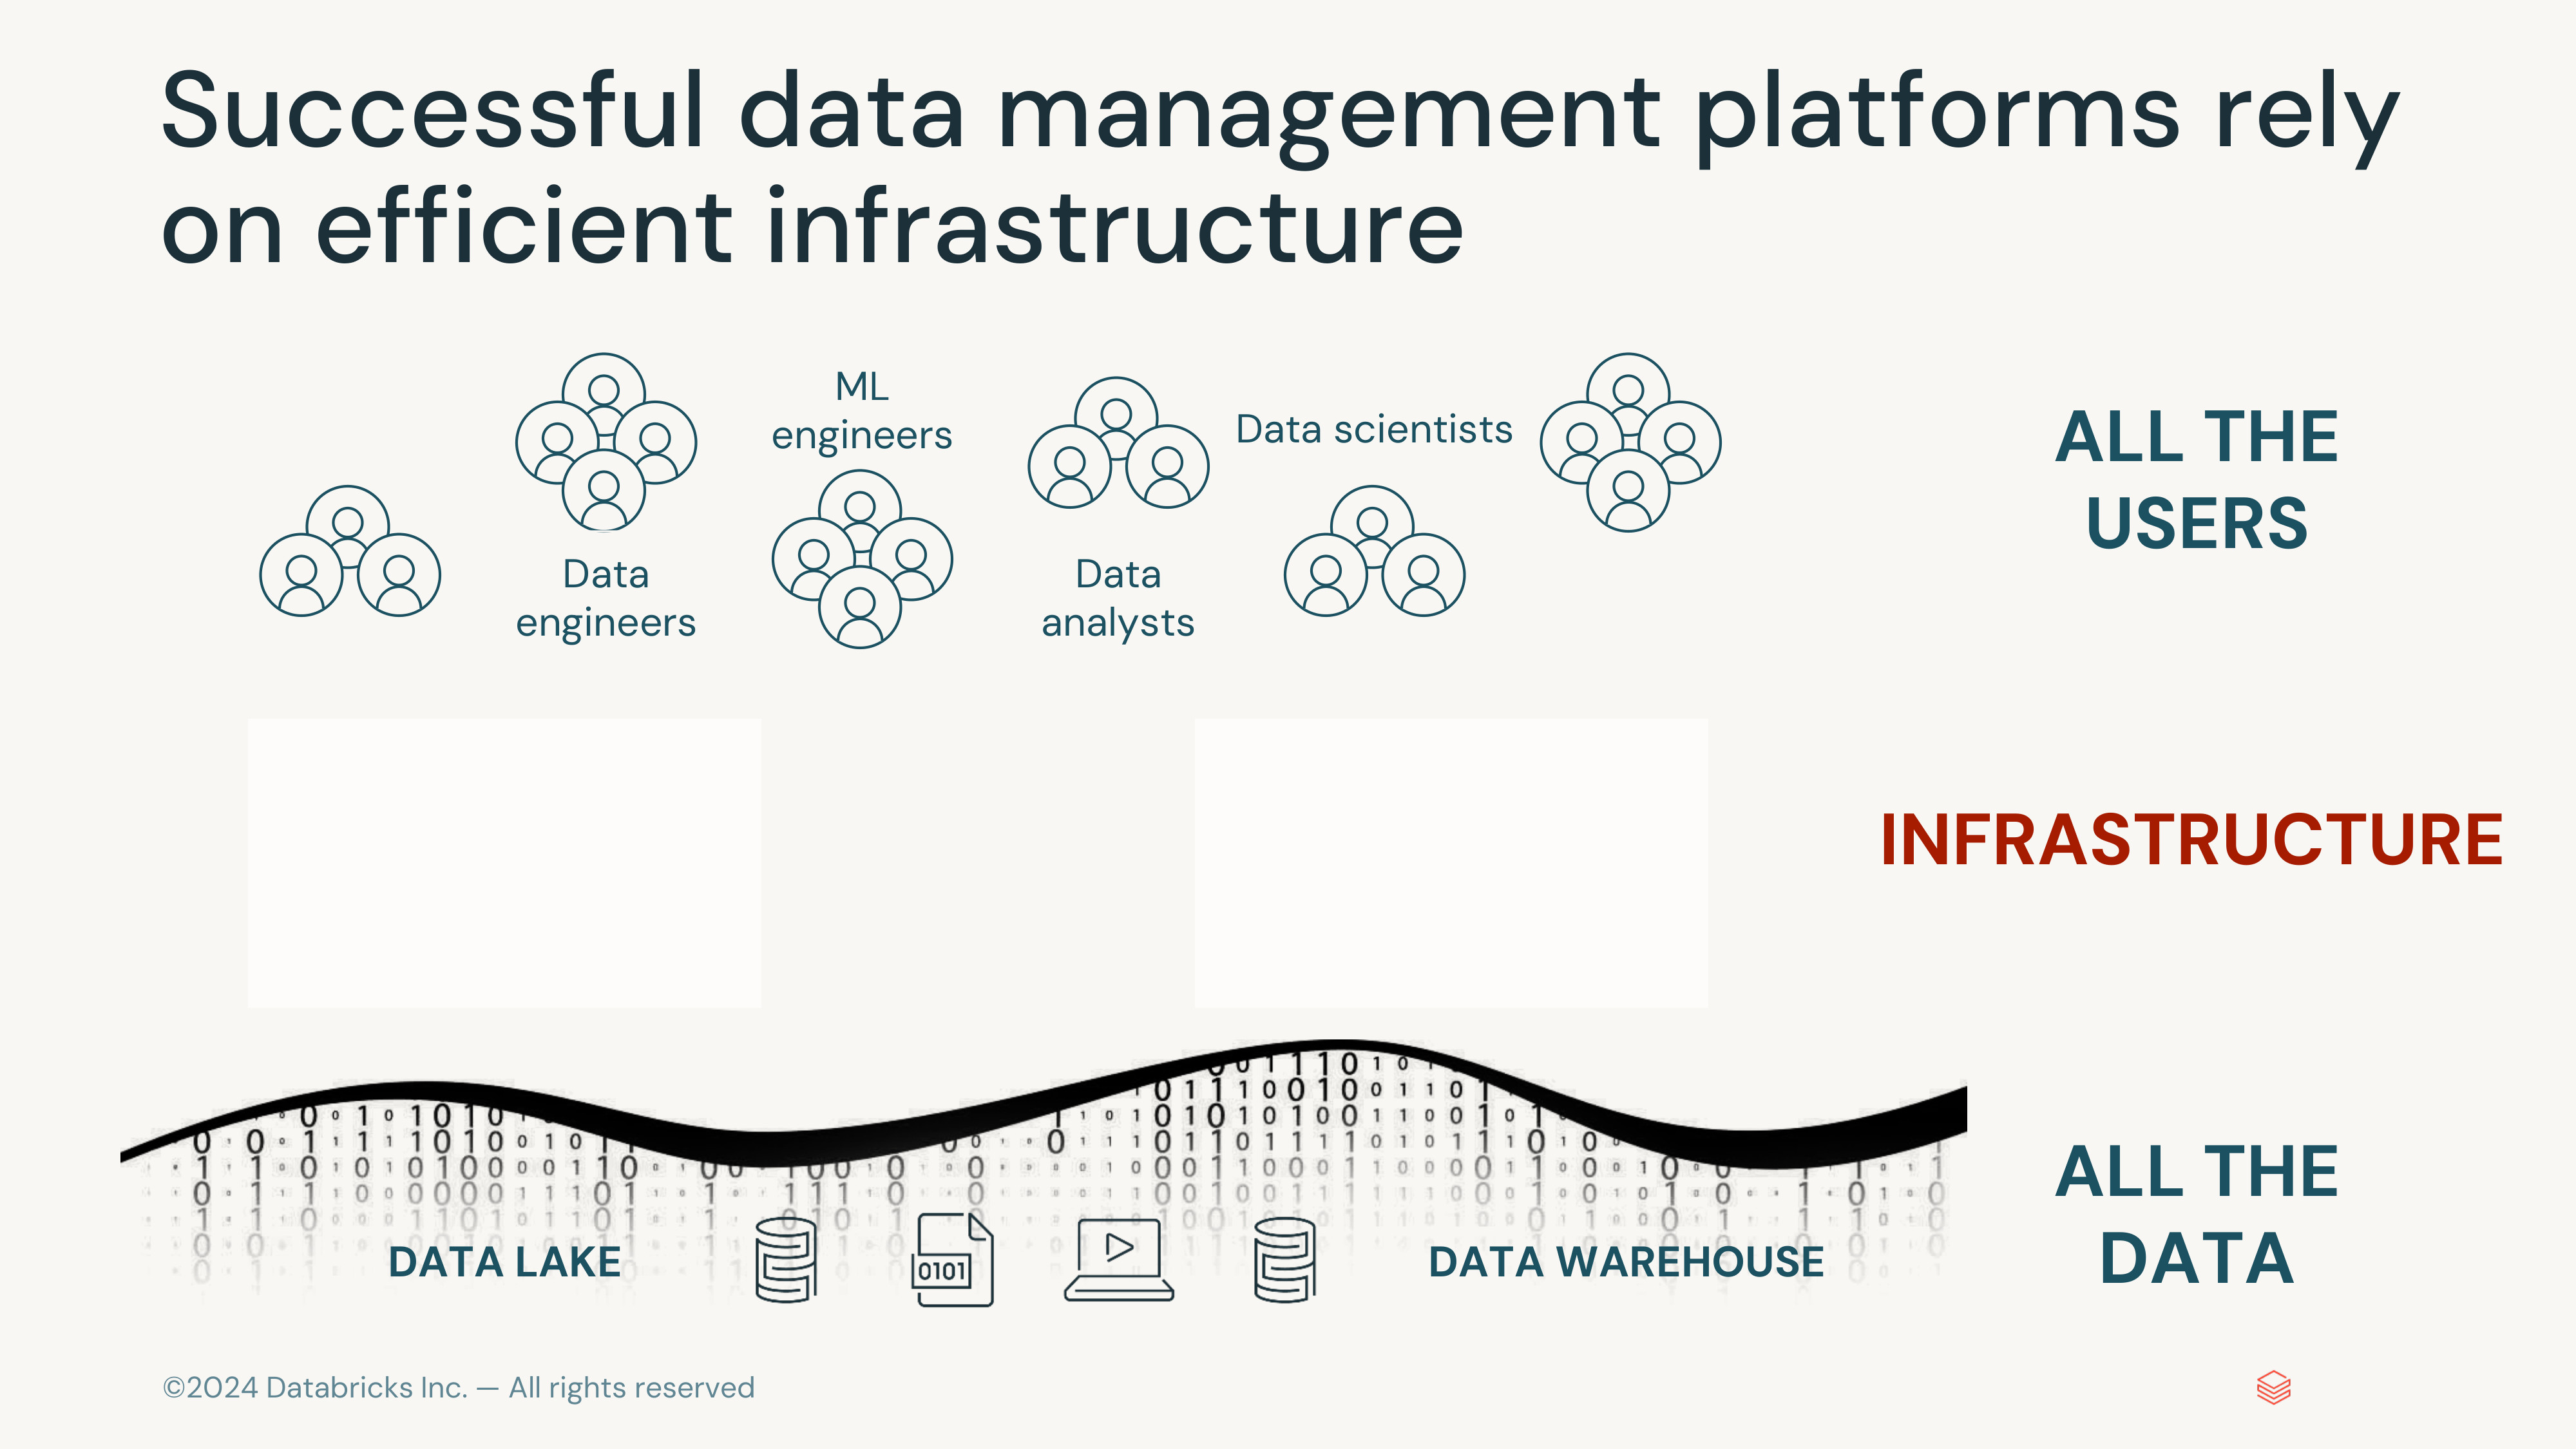 Successful data management platforms rely
on efficient infrastructure
ML
engineers
Data scientists
ALL THE
USERS
Data
engineers
Data
analysts
INFRASTRUCTURE
ALL THE
DATA
DATA LAKE
0101
DATA WAREHOUSE
©2024 Databricks Inc. — All rights reserved